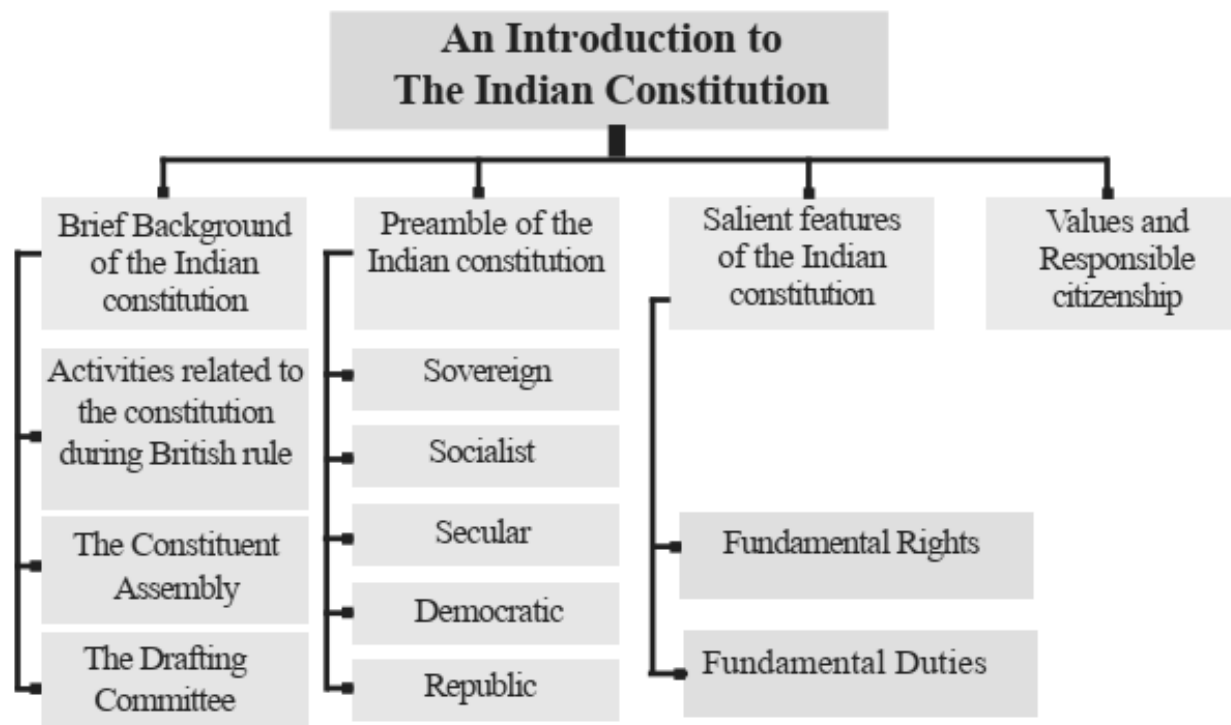 An Introduction to
The Indian Constitution
Brief Background
of the Indian
constitution
Activities related to
the constitution
during British rule
The Constituent
Assembly
The Drafting
Committee
Preamble of the
Indian constitution
Sovereign
Socialist
Secular
Democratic
Republic
Salient features
of the Indian
constitution
Fundamental Rights
Fundamental Duties
Values and
Responsible
citizenship